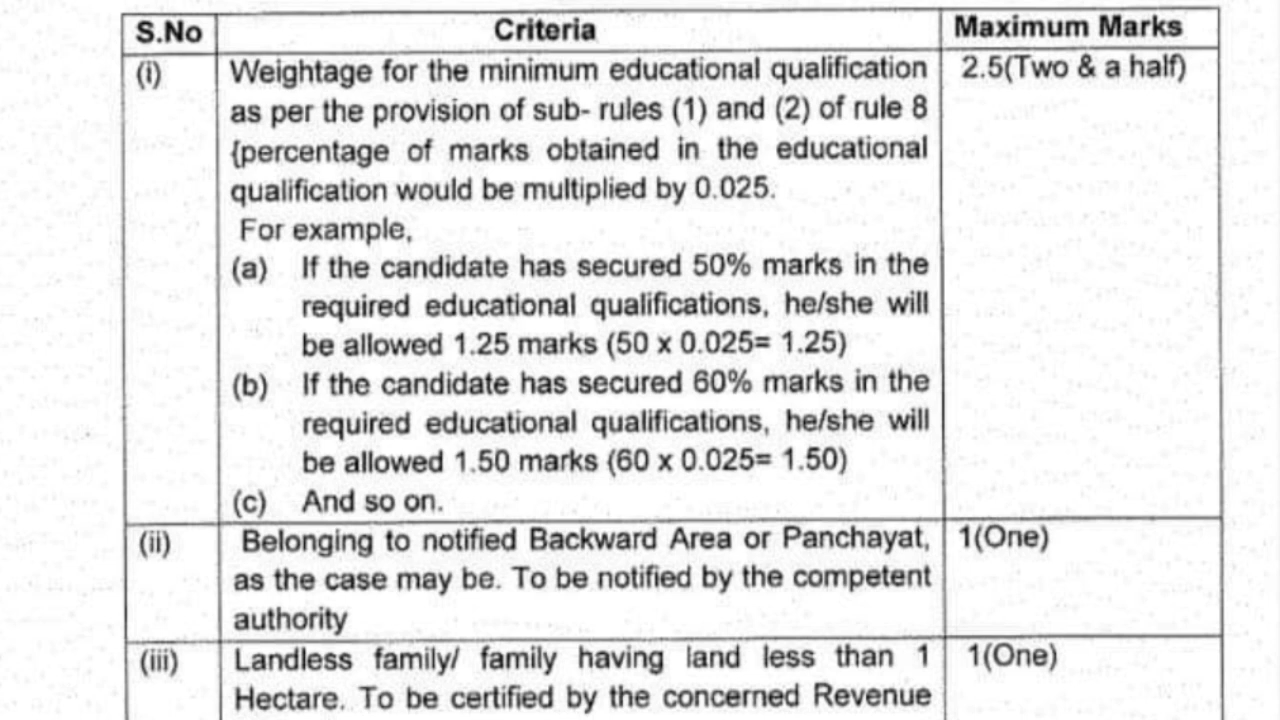 S.No Criteria Maximum Marks
(i) Weightage for the minimum educational qualification 2.5(Two & a half)
as per the provision of sub- rules (1) and (2) of rule 8
{percentage of marks obtained in the educational
qualification would be multiplied by 0.025.
For example,
(a) If the candidate has secured 50% marks in the
required educational qualifications, he/she will
be allowed 1.25 marks (50 x 0.025= 1.25)
(b) If the candidate has secured 60% marks in the
required educational qualifications, he/she will
be allowed 1.50 marks (60 x 0.025= 1.50)
(c) And so on.
(ii) Belonging to notified Backward Area or Panchayat, 1(One)
as the case may be. To be notified by the competent
authority
(iii) Landless family/ family having land less than 1 1(One)
Hectare. To be certified by the concerned Revenue